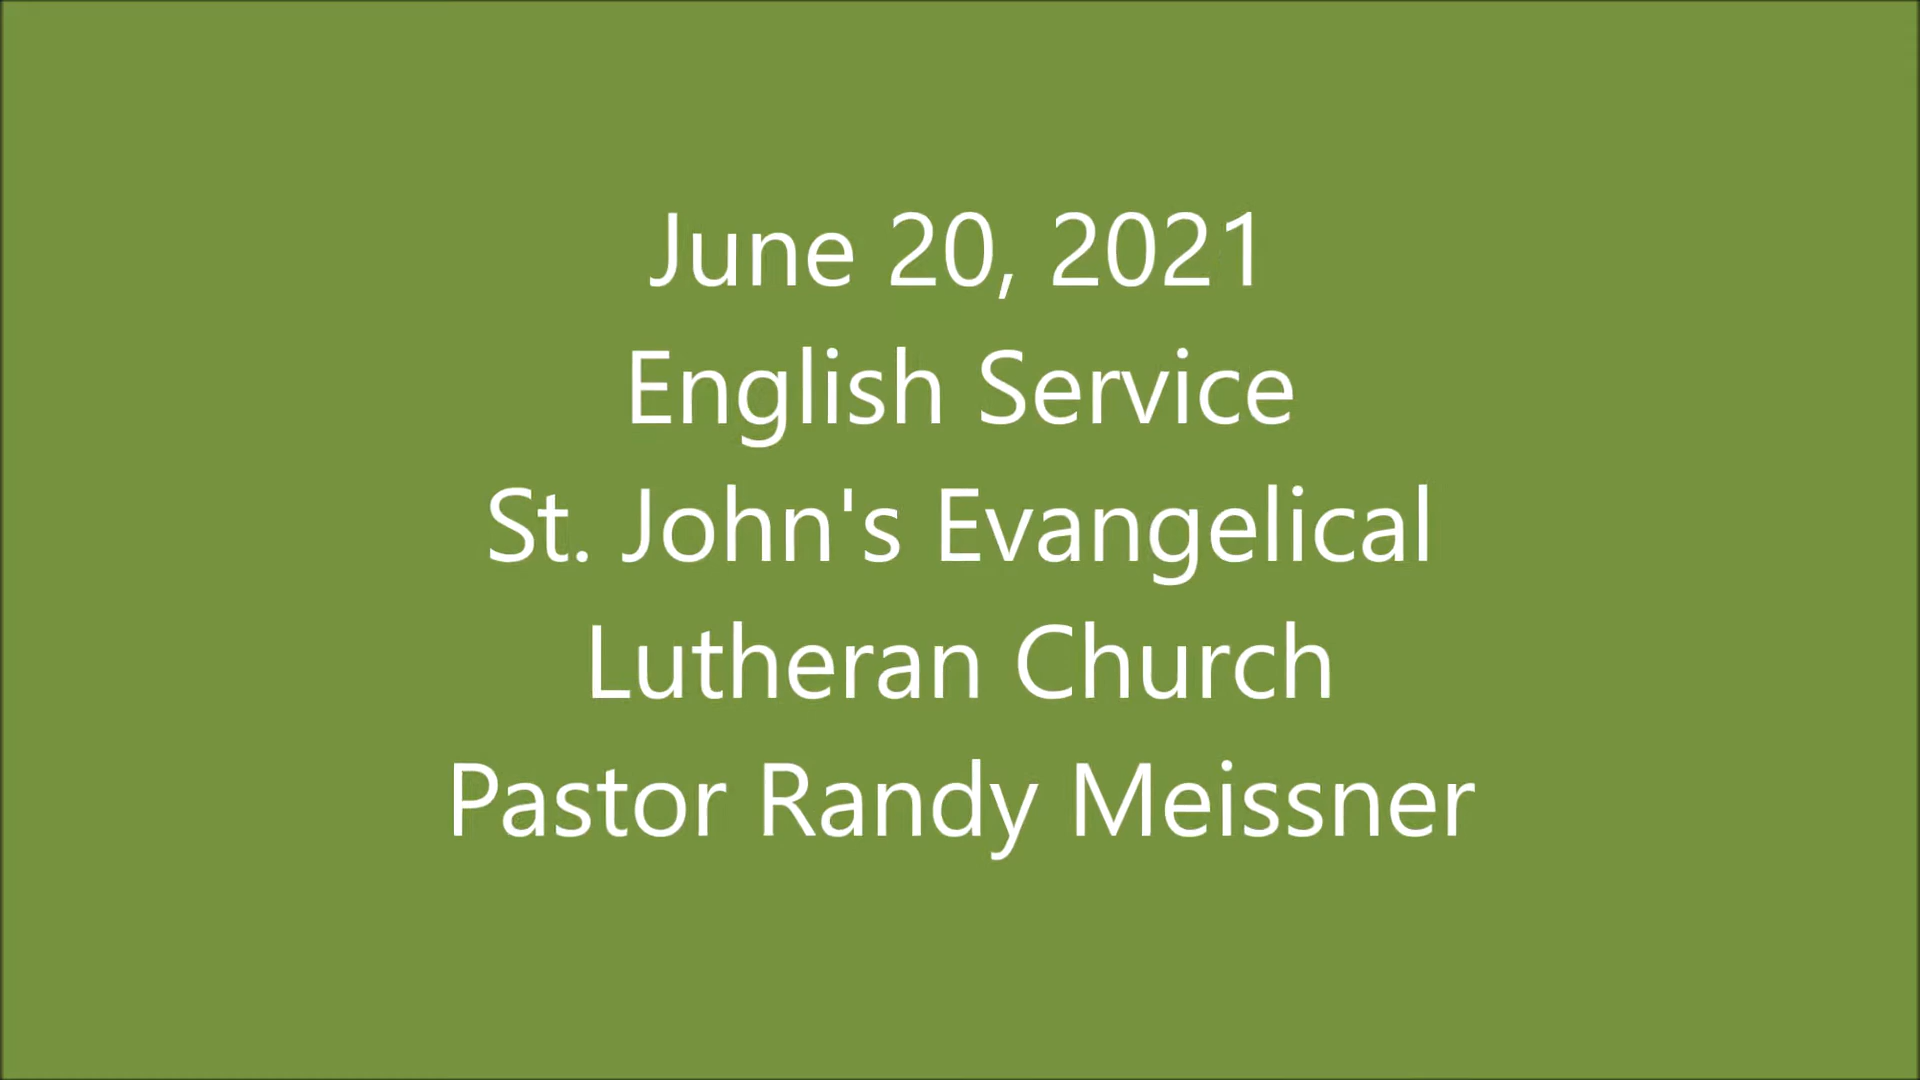 June 20, 2021
English Service
St. John's Evangelical
Lutheran Church
Pastor Randy Meissner